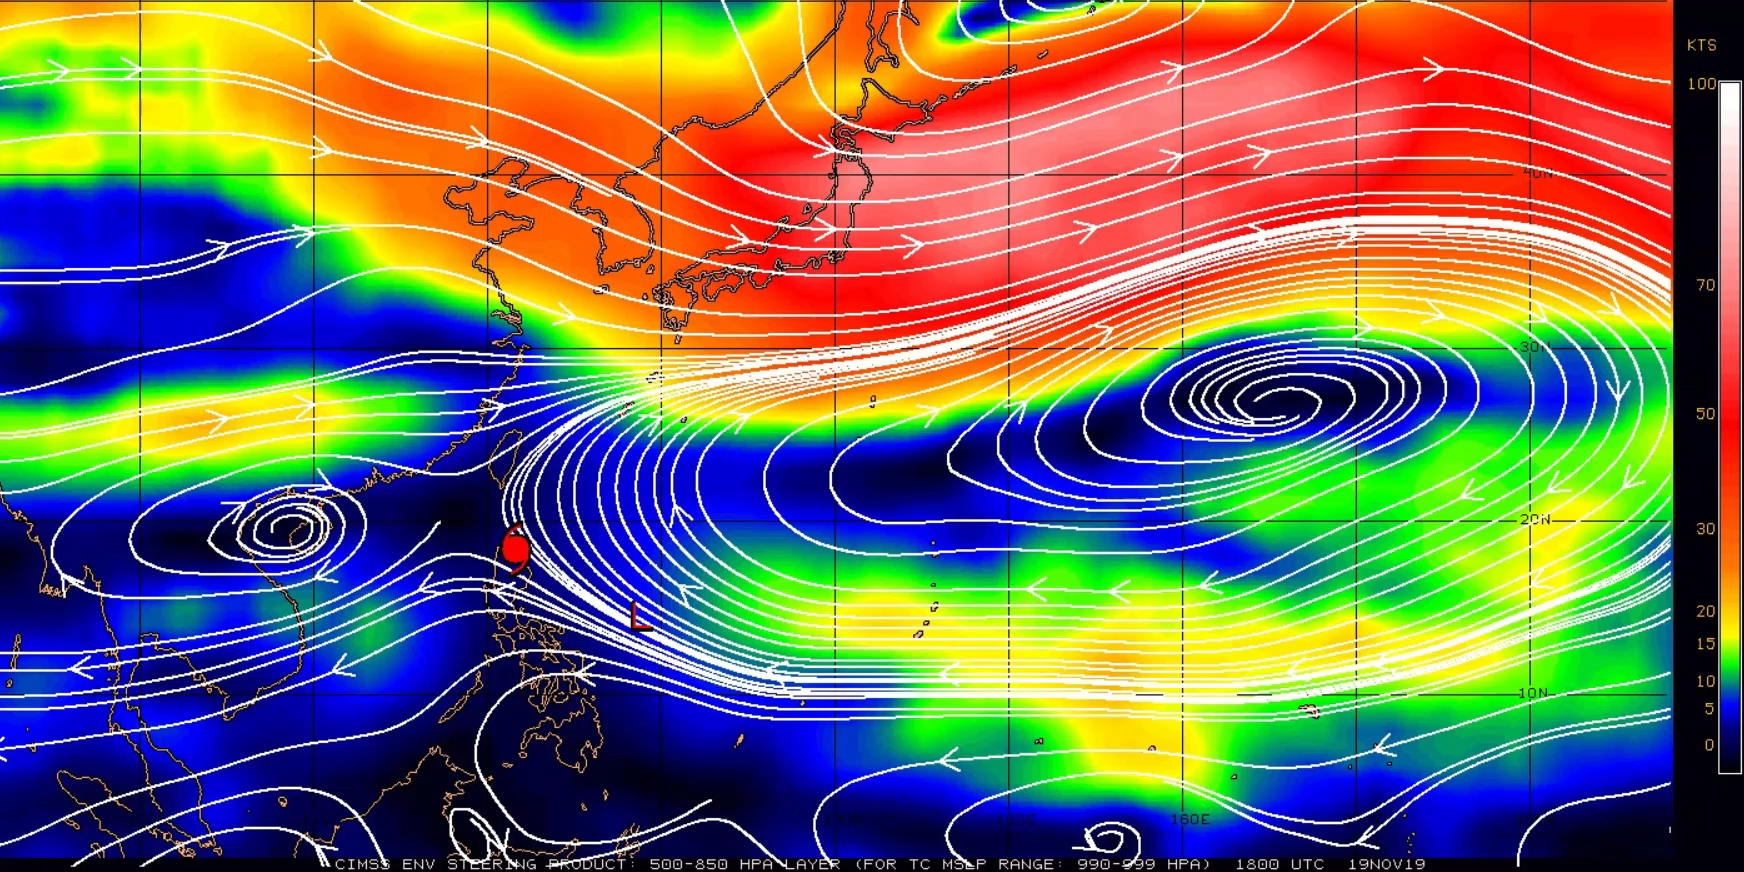 KTS
100
70
40N
50
30N
30
20N
20
15
L
10
10N
5
0
160E
CIMSS ENV STEERING PRODUCT: 500-850 HPA LAYER (FOR TC MSLP RANGE: 990-999 HPA) 1800 UTC 19NOV19